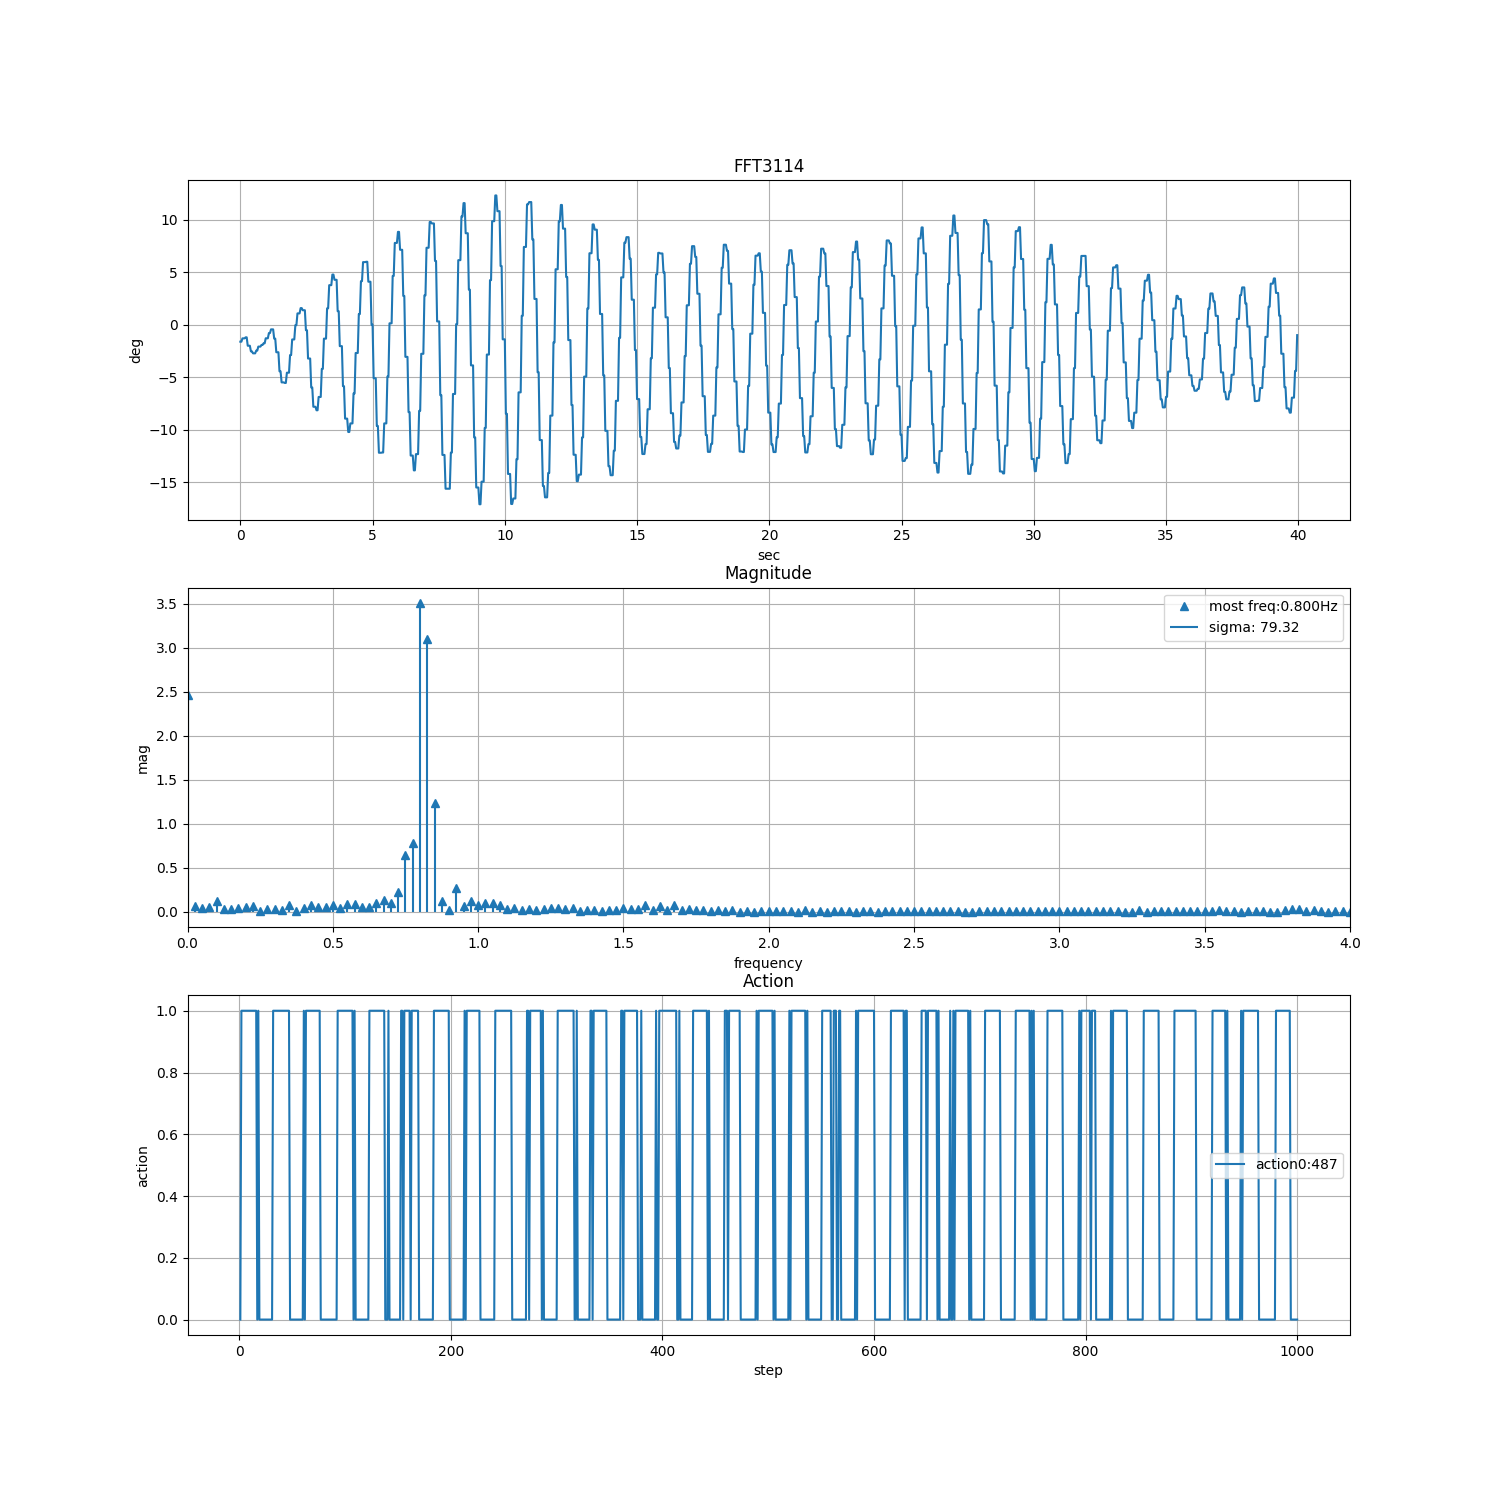 FFT3114
10
5
0
−5
−10
−15
deg
0 5 10 15 20 25 30 35 40
sec
Magnitude
3.5
3.0
2.5
2.0
1.5
1.0
0.5
0.0
mag
most freq:0.800Hz
sigma: 79.32
0.0 0.5 1.0 1.5 2.0 2.5 3.0 3.5 4.0
frequency
Action
1.0
0.8
0.6
0.4
0.2
0.0
action
action0:487
0 200 400 600 800 1000
step